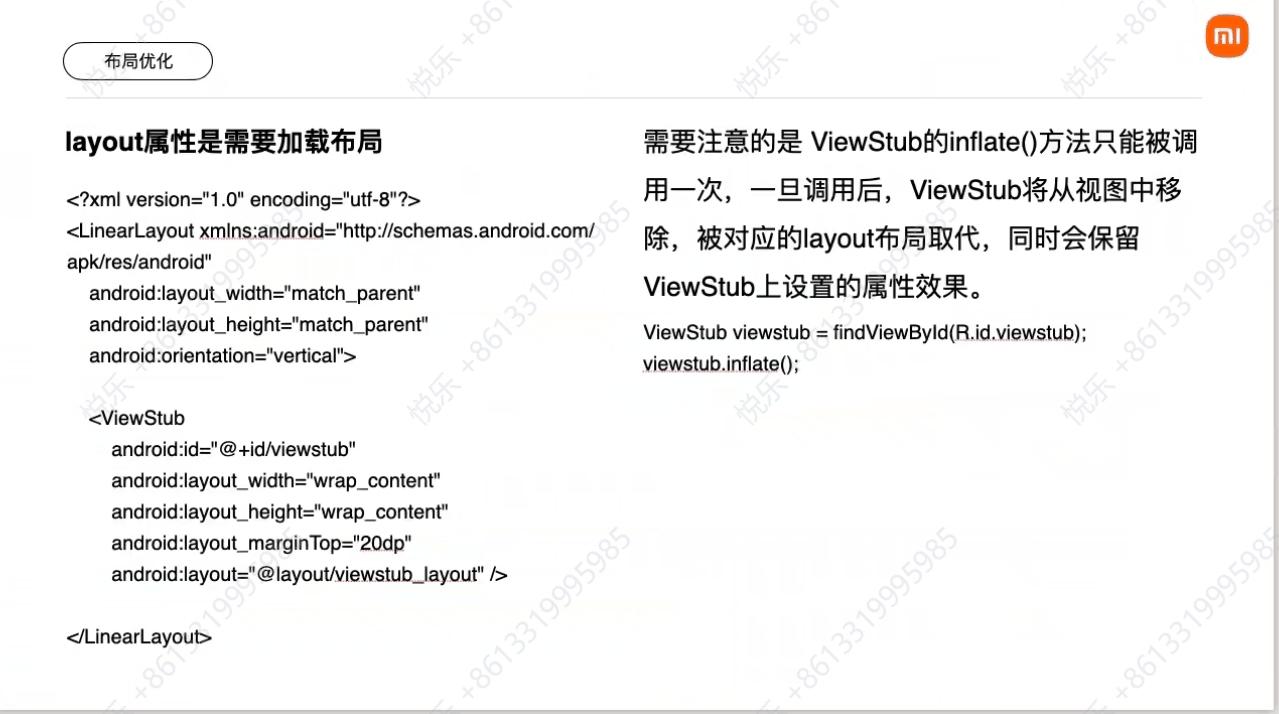 布局优化
layout属性是需要加载布局
<?xml version="1.0" encoding="utf-8"?>
<LinearLayout xmlns:android="http://schemas.android.com/
apk/res/android"
android:layout_width="match_parent"
android:layout_height="match_parent"
android:orientation="vertical">
<ViewStub
android:id="@+id/viewstub"
android:layout_width="wrap_content"
android:layout_height="wrap_content"
android:layout_marginTop="20dp"
android:layout="@layout/viewstub_layout" />
</LinearLayout>
需要注意的是 ViewStub的inflate()方法只能被调
用一次，一旦调用后，ViewStub将从视图中移
除，被对应的layout布局取代，同时会保留
ViewStub上设置的属性效果。
ViewStub viewstub = findViewById(R.id.viewstub);
viewstub.inflate();
mi
悦乐 +8613319995985